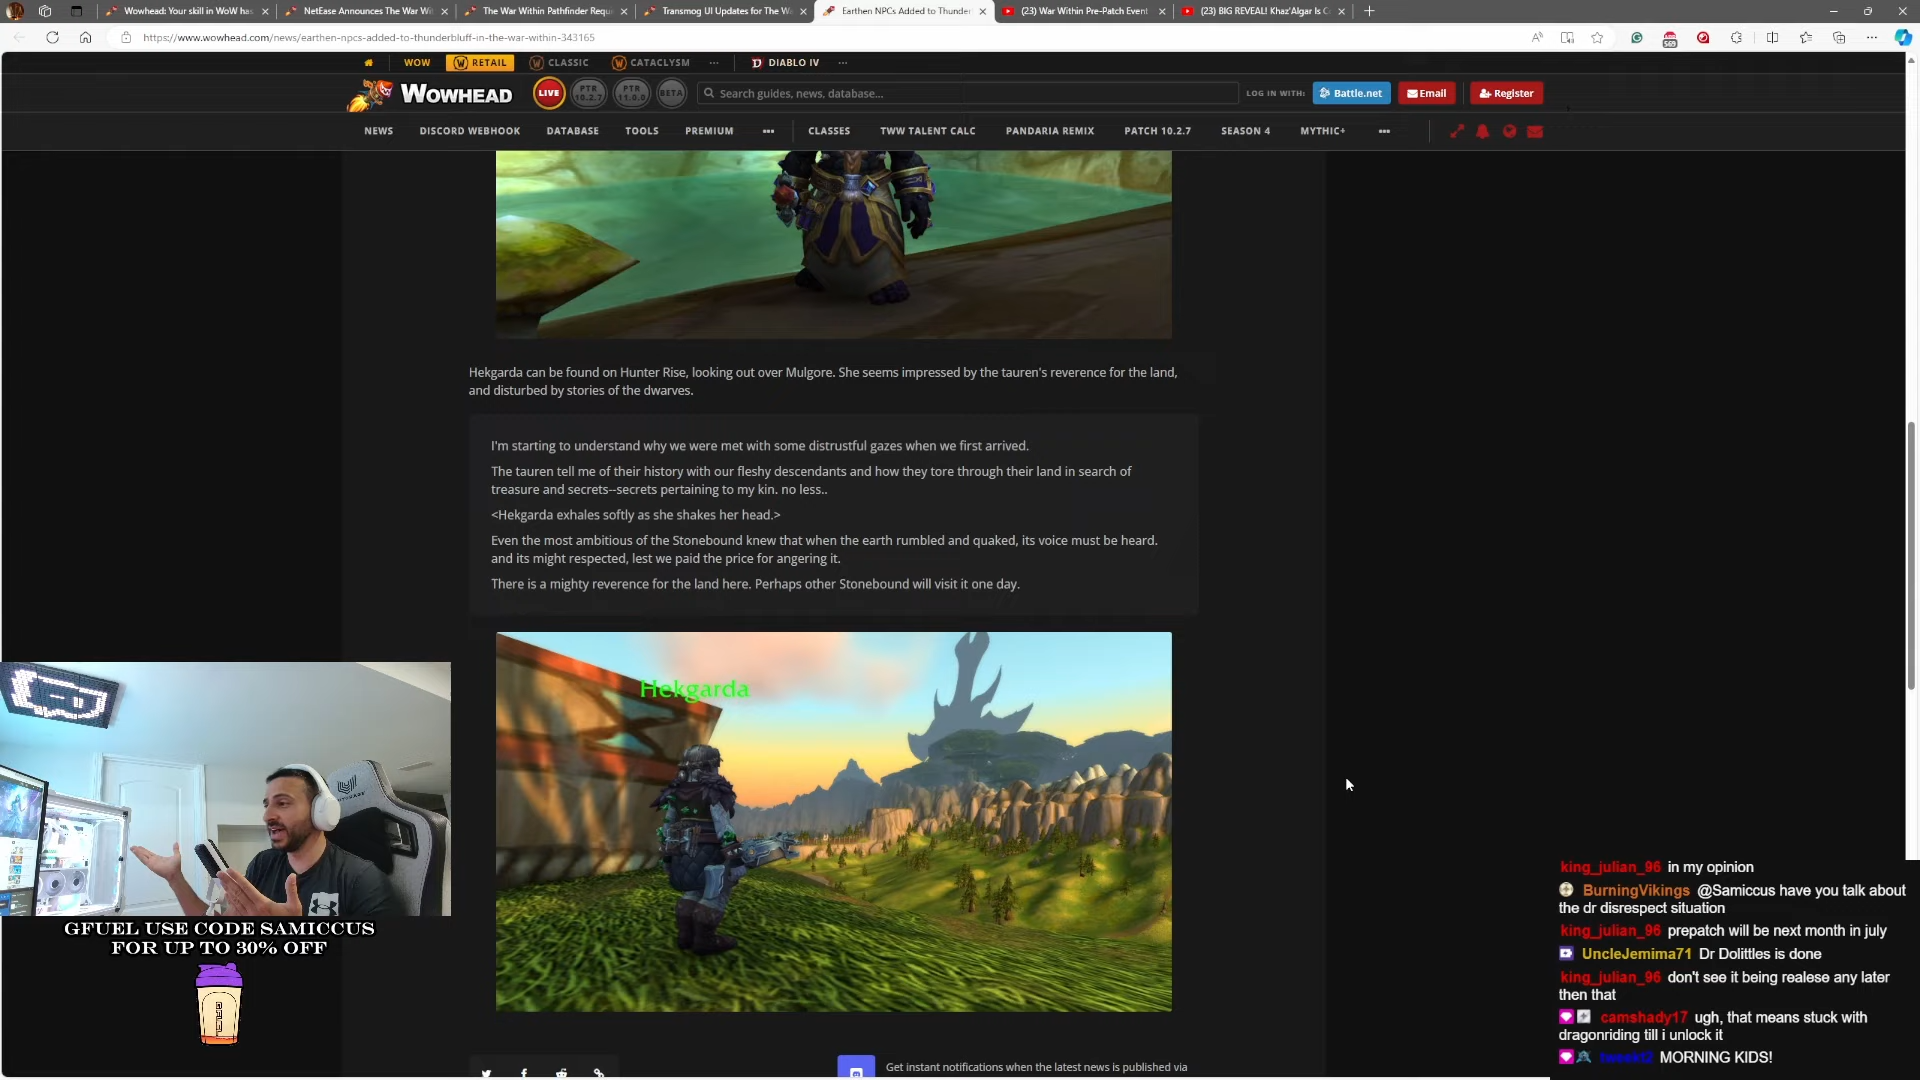 Wowhead: Your skill in WoW has
NetEase Announces The War Wit
The War Within Pathfinder Requ
Transmog UI Updates for The Wa
Earthen NPCs Added to Thunder
(23) War Within Pre-Patch Event
(23) BIG REVEAL! Khaz'Algar Is C
https://www.wowhead.com/news/earthen-npcs-added-to-thunderbluff-in-the-war-within-343165
WOW RETAIL CLASSIC CATACLYSM ... DIABLO IV ...
WOWHEAD LIVE PTR 10.2.7 PTR 11.0.0 BETA Search guides, news, database... LOG IN WITH: Battle.net Email Register
NEWS DISCORD WEBHOOK DATABASE TOOLS PREMIUM ... CLASSES TWW TALENT CALC PANDARIA REMIX PATCH 10.2.7 SEASON 4 MYTHIC+ ...
Hekgarda can be found on Hunter Rise, looking out over Mulgore. She seems impressed by the tauren's reverence for the land,
and disturbed by stories of the dwarves.
I'm starting to understand why we were met with some distrustful gazes when we first arrived.
The tauren tell me of their history with our fleshy descendants and how they tore through their land in search of
treasure and secrets--secrets pertaining to my kin. no less..
<Hekgarda exhales softly as she shakes her head.>
Even the most ambitious of the Stonebound knew that when the earth rumbled and quaked, its voice must be heard.
and its might respected, lest we paid the price for angering it.
There is a mighty reverence for the land here. Perhaps other Stonebound will visit it one day.
Hekgarda
GFUEL USE CODE SAMICCUS
FOR UP TO 30% OFF
king_julian_96 in my opinion
BurningVikings @Samiccus have you talk about
the dr disrespect situation
king_julian_96 prepatch will be next month in july
UncleJemima71 Dr Dolittles is done
king_julian_96 don't see it being realese any later
then that
camshady17 ugh, that means stuck with
dragonriding till i unlock it
MORNING KIDS!
Get instant notifications when the latest news is published via